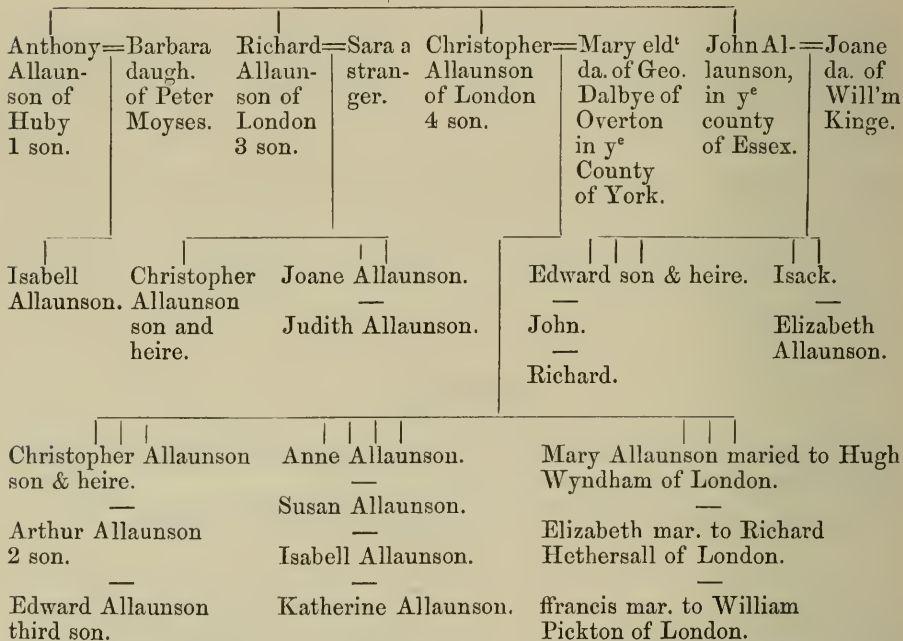 Anthony=Barbara
Allaun-
son of
Huby
1 son.
daugh.
of Peter
Moyses.
Richard=Sara a
Allaun-
son of
London
3 son.
stran-
ger.
Christopher=Mary eldᵗ
Allaunson
of London
4 son.
da. of Geo.
Dalbye of
Overton
in yᵉ
County
of York.
John Al-=Joane
launson,
in yᵉ
county
of Essex.
da. of
Will'm
Kinge.
Isabell
Allaunson.
Christopher
Allaunson
son and
heire.
Joane Allaunson.
Judith Allaunson.
Edward son & heire.
John.
Richard.
Isack.
Elizabeth
Allaunson.
Christopher Allaunson
son & heire.
Arthur Allaunson
2 son.
Edward Allaunson
third son.
Anne Allaunson.
Susan Allaunson.
Isabell Allaunson.
Katherine Allaunson.
Mary Allaunson maried to Hugh
Wyndham of London.
Elizabeth mar. to Richard
Hethersall of London.
ffrancis mar. to William
Pickton of London.